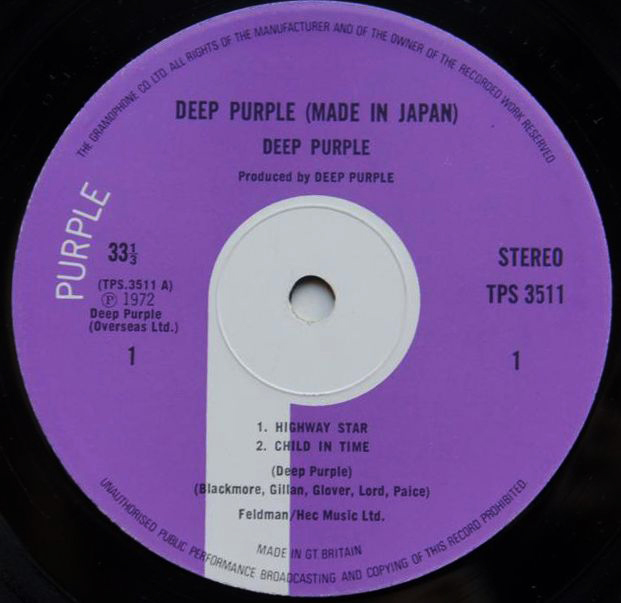 THE GRAMOPHONE CO LTD. ALL RIGHTS OF THE MANUFACTURER AND OF THE OWNER OF THE RECORDED WORK RESERVED
DEEP PURPLE (MADE IN JAPAN)
DEEP PURPLE
Produced by DEEP PURPLE
PURPLE
33⅓
STEREO
(TPS.3511 A)
TPS 3511
Ⓟ 1972
Deep Purple
(Overseas Ltd.)
1
1
1. HIGHWAY STAR
2. CHILD IN TIME
(Deep Purple)
(Blackmore, Gillan, Glover, Lord, Paice)
Feldman/Hec Music Ltd.
MADE IN GT BRITAIN
UNAUTHORISED PUBLIC PERFORMANCE BROADCASTING AND COPYING OF THIS RECORD PROHIBITED